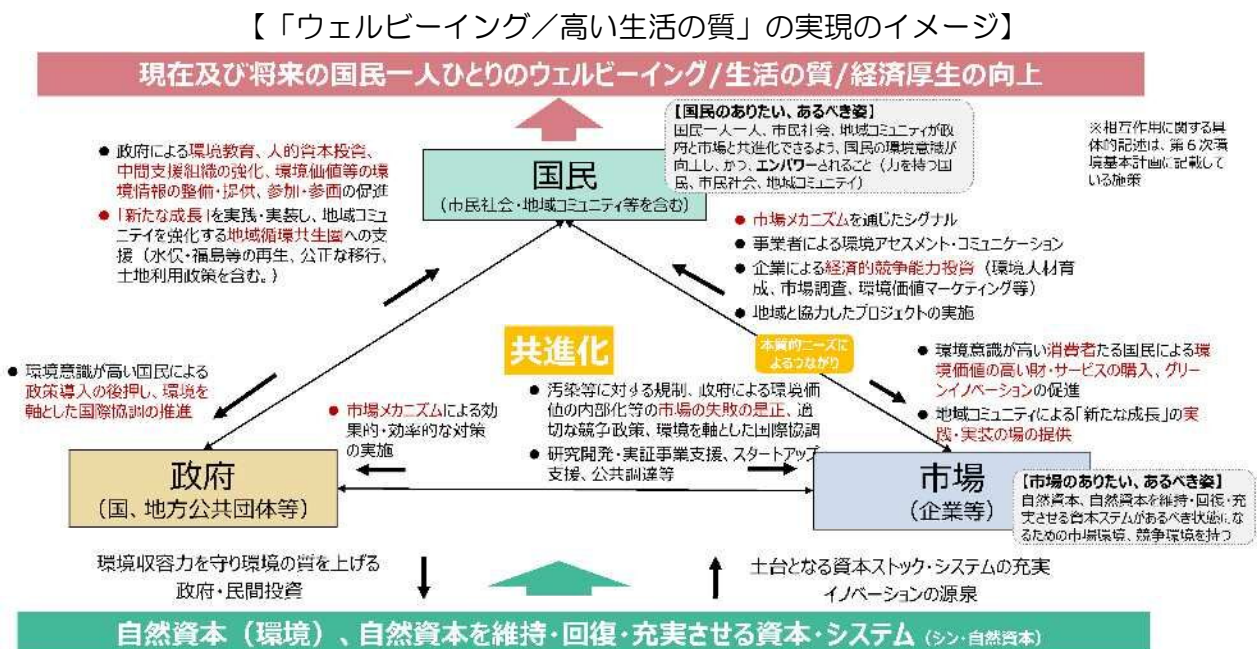 【「ウェルビーイング／高い生活の質」の実現のイメージ】
現在及び将来の国民一人ひとりのウェルビーイング/生活の質/経済厚生の向上
【国民のありたい、あるべき姿】
国民一人一人、市民社会、地域コミュニティが政
府と市場と共進化できるよう、国民の環境意識が
向上し、かつ、エンパワーされること（力を持つ国
民、市民社会、地域コミュニティ）
※相互作用に関する具
体的記述は、第６次環
境基本計画に記載して
いる施策
● 政府による環境教育、人的資本投資、
中間支援組織の強化、環境価値等の環
境情報の整備・提供、参加・参画の促進
● 「新たな成長」を実践・実装し、地域コミュ
ニティを強化する地域循環共生圏への支
援（水俣・福島等の再生、公正な移行、
土地利用政策を含む。）
国民
（市民社会・地域コミュニティ等を含む）
● 市場メカニズムを通じたシグナル
● 事業者による環境アセスメント・コミュニケーション
● 企業による経済的競争能力投資（環境人材育
成、市場調査、環境価値マーケティング等）
● 地域と協力したプロジェクトの実施
共進化
本質的ニーズに
よるつながり
● 環境意識が高い国民による
政策導入の後押し、環境を
軸とした国際協調の推進
● 市場メカニズムによる効
果的・効率的な対策
の実施
● 汚染等に対する規制、政府による環境価
値の内部化等の市場の失敗の是正、適
切な競争政策、環境を軸とした国際協調
● 研究開発・実証事業支援、スタートアップ
支援、公共調達等
● 環境意識が高い消費者たる国民による環
境価値の高い財・サービスの購入、グリー
ンイノベーションの促進
● 地域コミュニティによる「新たな成長」の実
践・実装の場の提供
政府
（国、地方公共団体等）
市場
（企業等）
【市場のありたい、あるべき姿】
自然資本、自然資本を維持・回復・充
実させる資本ステムがあるべき状態にな
るための市場環境、競争環境を持つ
環境収容力を守り環境の質を上げる
政府・民間投資
土台となる資本ストック・システムの充実
イノベーションの源泉
自然資本（環境）、自然資本を維持・回復・充実させる資本・システム（シン・自然資本）